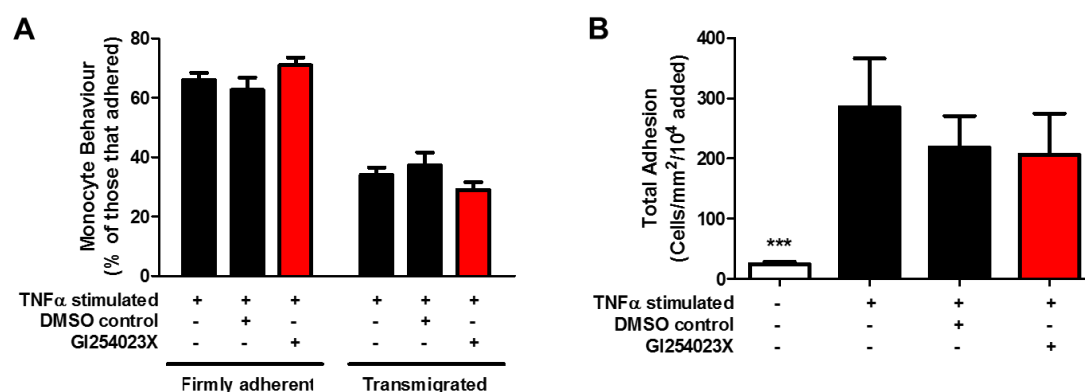 A
Monocyte Behaviour
(% of those that adhered)
80
60
40
20
0
TNFα stimulated + + + + + +
DMSO control - + - - + -
GI254023X - - + - - +
Firmly adherent Transmigrated
B
Total Adhesion
(Cells/mm²/10⁴ added)
400
300
200
100
0
***
TNFα stimulated - + + +
DMSO control - - + -
GI254023X - - - +